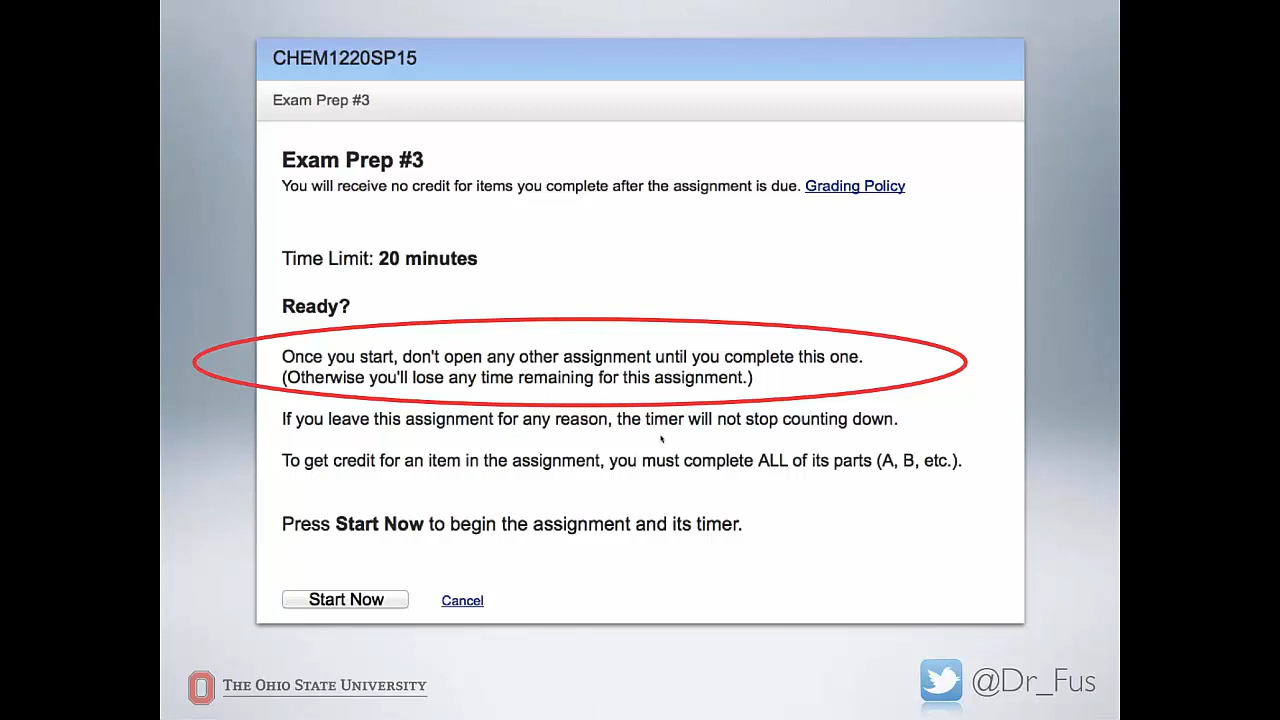 CHEM1220SP15
Exam Prep #3
Exam Prep #3
You will receive no credit for items you complete after the assignment is due. Grading Policy
Time Limit: 20 minutes
Ready?
Once you start, don't open any other assignment until you complete this one.
(Otherwise you'll lose any time remaining for this assignment.)
If you leave this assignment for any reason, the timer will not stop counting down.
To get credit for an item in the assignment, you must complete ALL of its parts (A, B, etc.).
Press Start Now to begin the assignment and its timer.
Start Now Cancel
THE OHIO STATE UNIVERSITY
@Dr_Fus